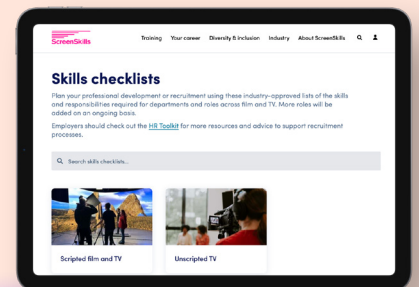 ScreenSkills
Training Your career Diversity & inclusion Industry About ScreenSkills
Skills checklists
Plan your professional development or recruitment using these industry-approved lists of the skills
and responsibilities required for departments and roles across film and TV. More roles will be
added on an ongoing basis.
Employers should check out the HR Toolkit for more resources and advice to support recruitment
processes.
Search skills checklists...
Scripted film and TV
Unscripted TV